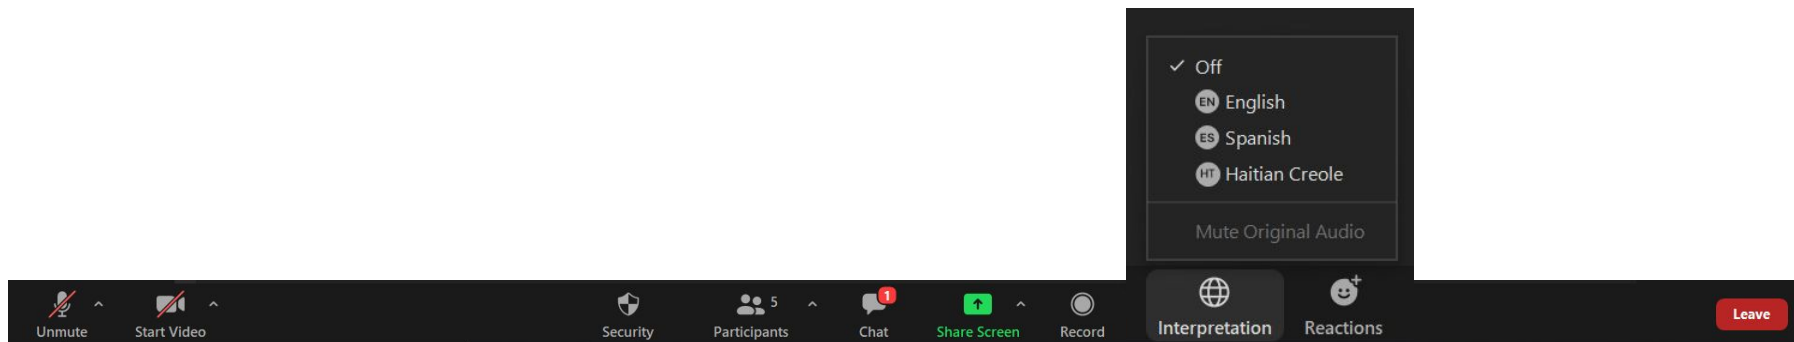 Off
EN English
ES Spanish
HT Haitian Creole
Mute Original Audio
Unmute
Start Video
Security
5
Participants
1
Chat
Share Screen
Record
Interpretation
Reactions
Leave